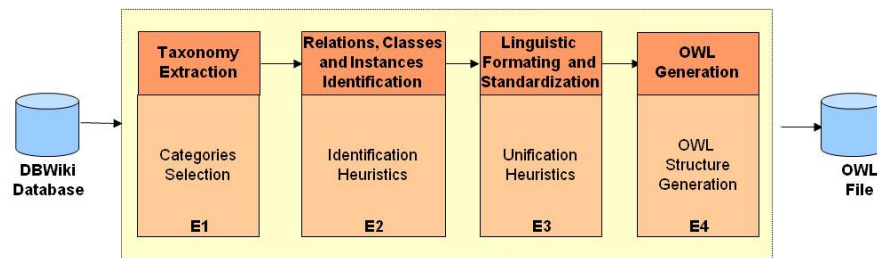 DBWiki
Database
Taxonomy
Extraction
Categories
Selection
E1
Relations, Classes
and Instances
Identification
Identification
Heuristics
E2
Linguistic
Formating and
Standardization
Unification
Heuristics
E3
OWL
Generation
OWL
Structure
Generation
E4
OWL
File